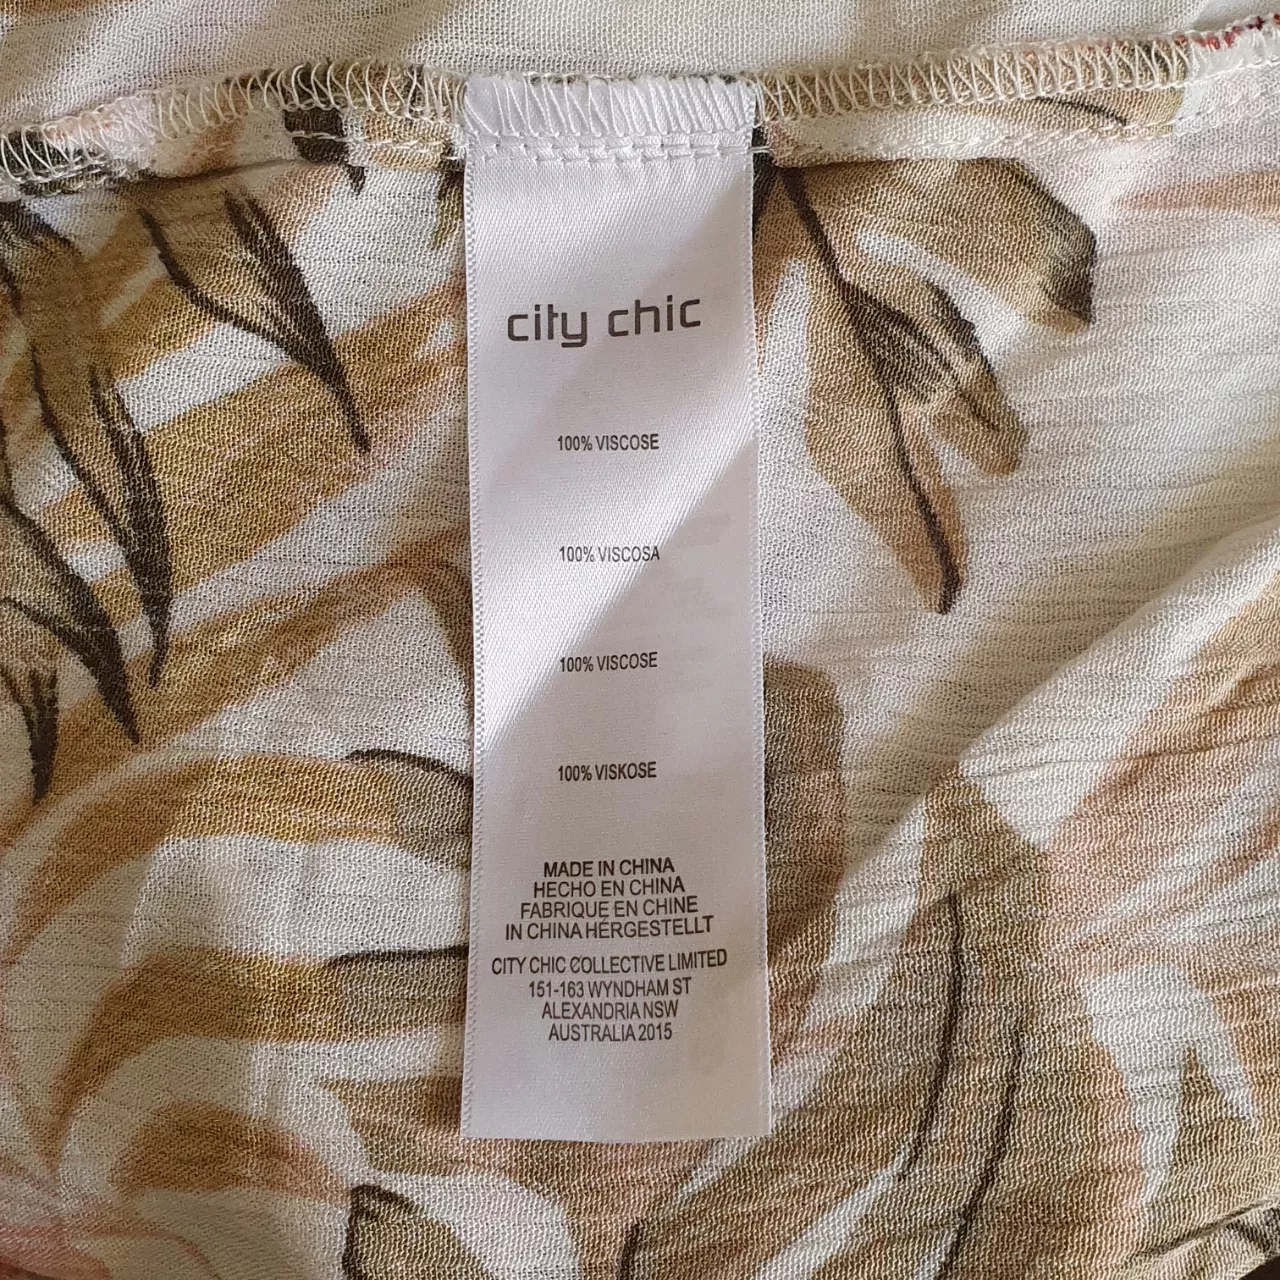 city chic
100% VISCOSE
100% VISCOSA
100% VISCOSE
100% VISKOSE
MADE IN CHINA
HECHO EN CHINA
FABRIQUE EN CHINE
IN CHINA HERGESTELLT
CITY CHIC COLLECTIVE LIMITED
151-163 WYNDHAM ST
ALEXANDRIA NSW
AUSTRALIA 2015